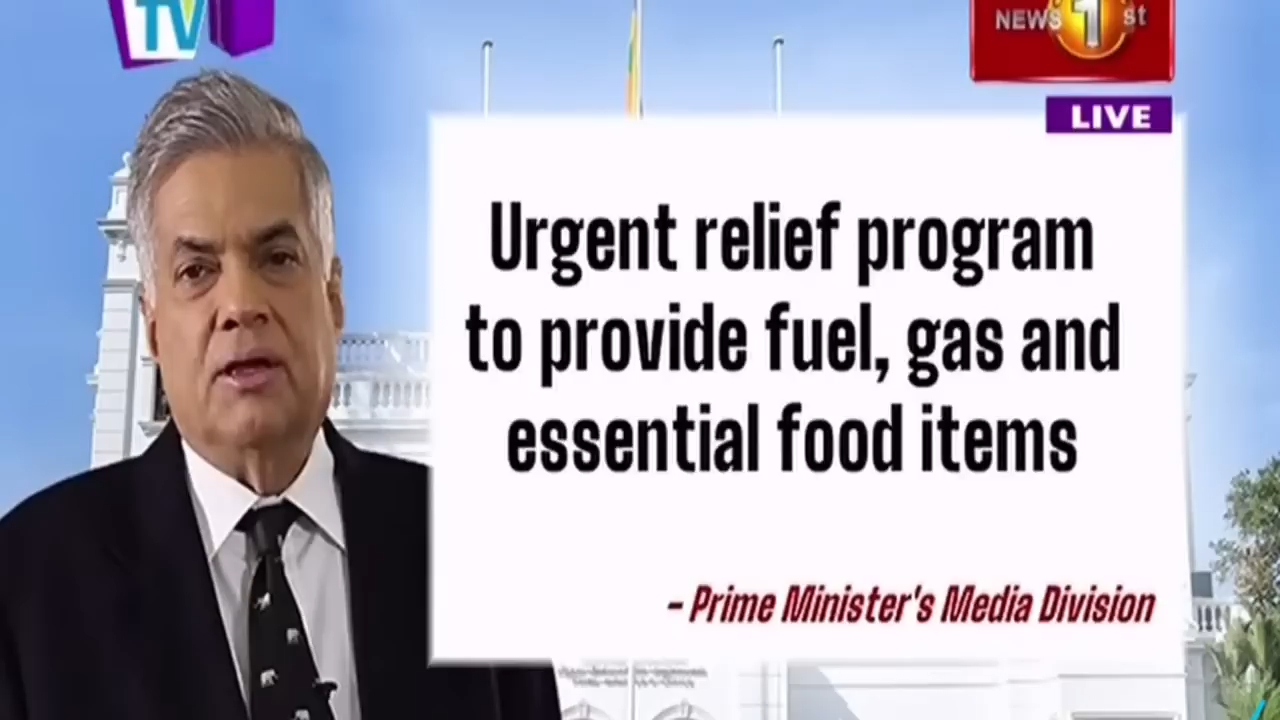 TV
NEWS 1st
LIVE
Urgent relief program
to provide fuel, gas and
essential food items
- Prime Minister's Media Division